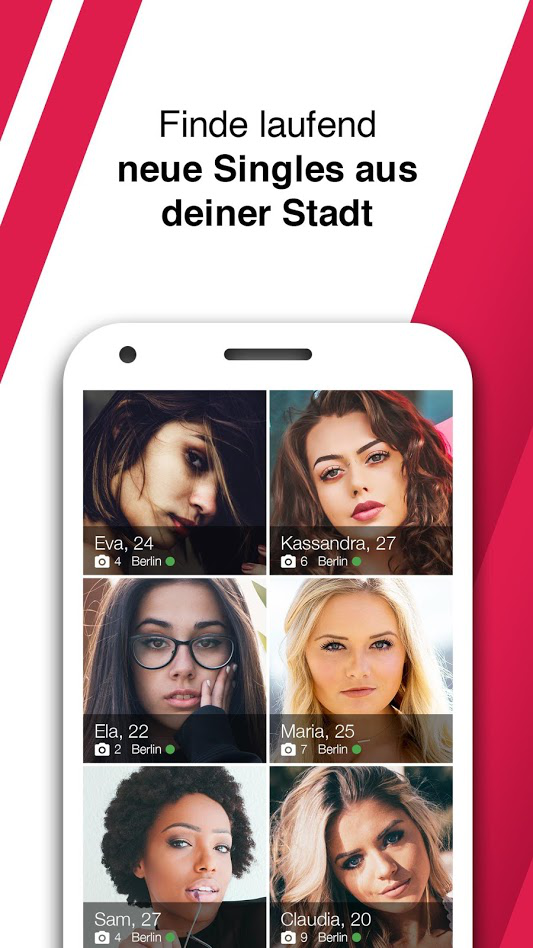 Finde laufend
neue Singles aus
deiner Stadt
Eva, 24
4 Berlin
Kassandra, 27
6 Berlin
Ela, 22
2 Berlin
Maria, 25
7 Berlin
Sam, 27
4 Berlin
Claudia, 20
9 Berlin